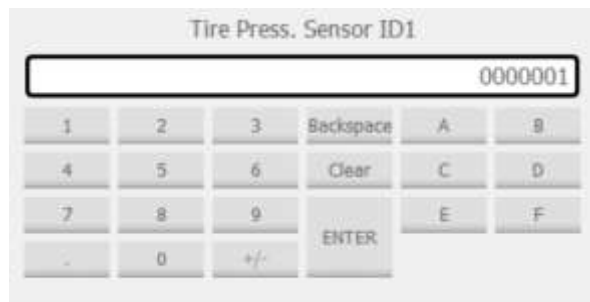 Tire Press. Sensor ID1
0000001
1 2 3 Backspace A B
4 5 6 Clear C D
7 8 9 ENTER E F
. 0 +/-